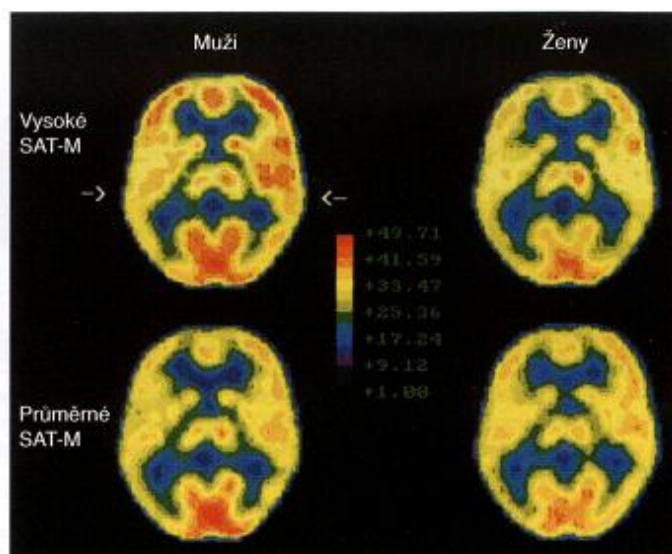 Muži
Ženy
Vysoké
SAT-M
->
<-
+49.71
+41.59
+33.47
+25.36
+17.24
+9.12
+1.00
Průměrné
SAT-M